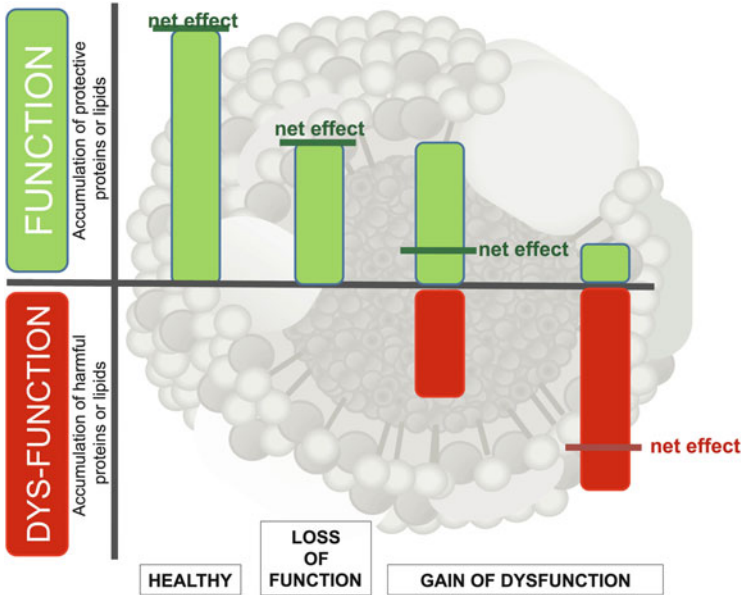 FUNCTION
Accumulation of protective
proteins or lipids
DYS-FUNCTION
Accumulation of harmful
proteins or lipids
net effect
net effect
net effect
net effect
HEALTHY
LOSS
OF
FUNCTION
GAIN OF DYSFUNCTION